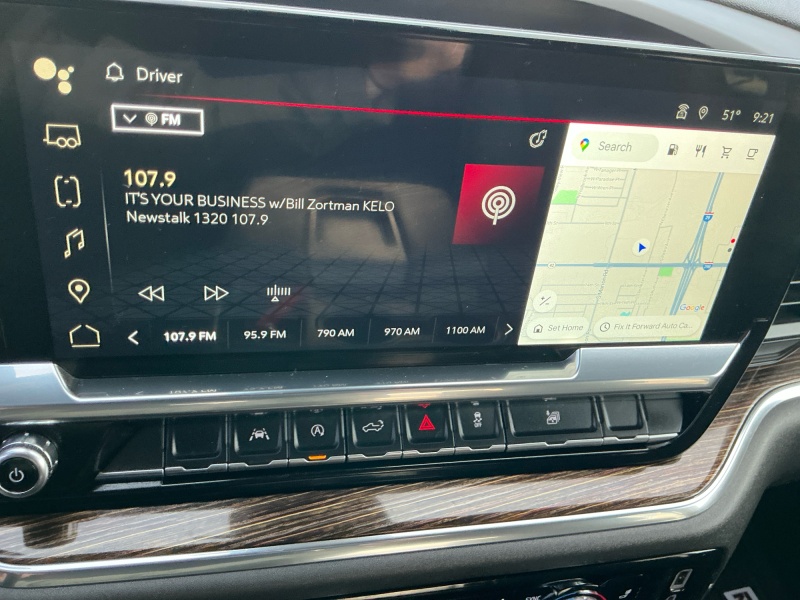 Driver
FM
51° 9:21
107.9
IT'S YOUR BUSINESS w/Bill Zortman KELO
Newstalk 1320 107.9
Search
Google
Set Home
Fix it Forward Auto Ca...
107.9 FM
95.9 FM
790 AM
970 AM
1100 AM
OFF
SYNC